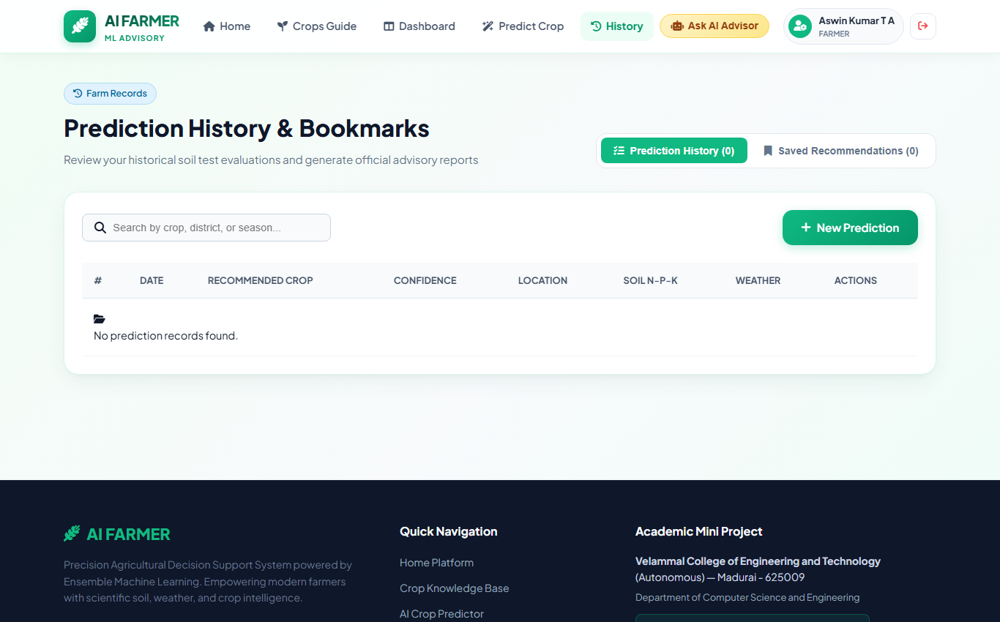 AI FARMER
ML ADVISORY
Home
Crops Guide
Dashboard
Predict Crop
History
Ask AI Advisor
Aswin Kumar T A
FARMER
Farm Records
Prediction History & Bookmarks
Review your historical soil test evaluations and generate official advisory reports
Prediction History (0)
Saved Recommendations (0)
Search by crop, district, or season...
New Prediction
# DATE RECOMMENDED CROP CONFIDENCE LOCATION SOIL N-P-K WEATHER ACTIONS
No prediction records found.
AI FARMER
Precision Agricultural Decision Support System powered by
Ensemble Machine Learning. Empowering modern farmers
with scientific soil, weather, and crop intelligence.
Quick Navigation
Home Platform
Crop Knowledge Base
AI Crop Predictor
Academic Mini Project
Velammal College of Engineering and Technology
(Autonomous) — Madurai - 625009
Department of Computer Science and Engineering